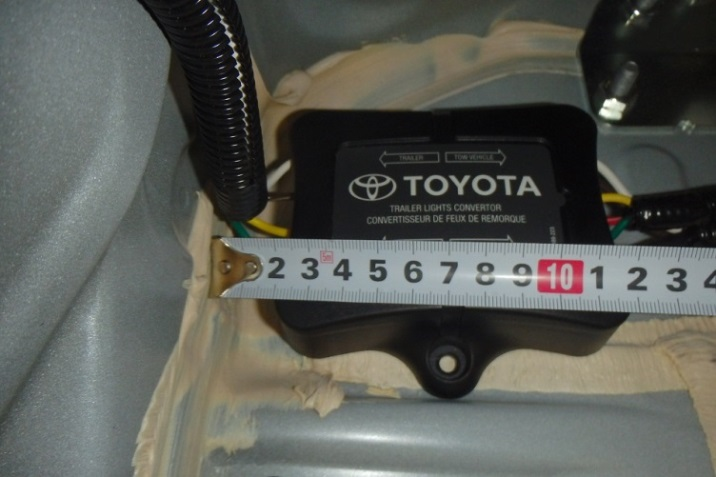 TRAILER TOW VEHICLE
TOYOTA
TRAILER LIGHTS CONVERTOR
CONVERTISSEUR DE FEUX DE REMORQUE
2 3 4 5 6 7 8 9 10 1 2 3 4